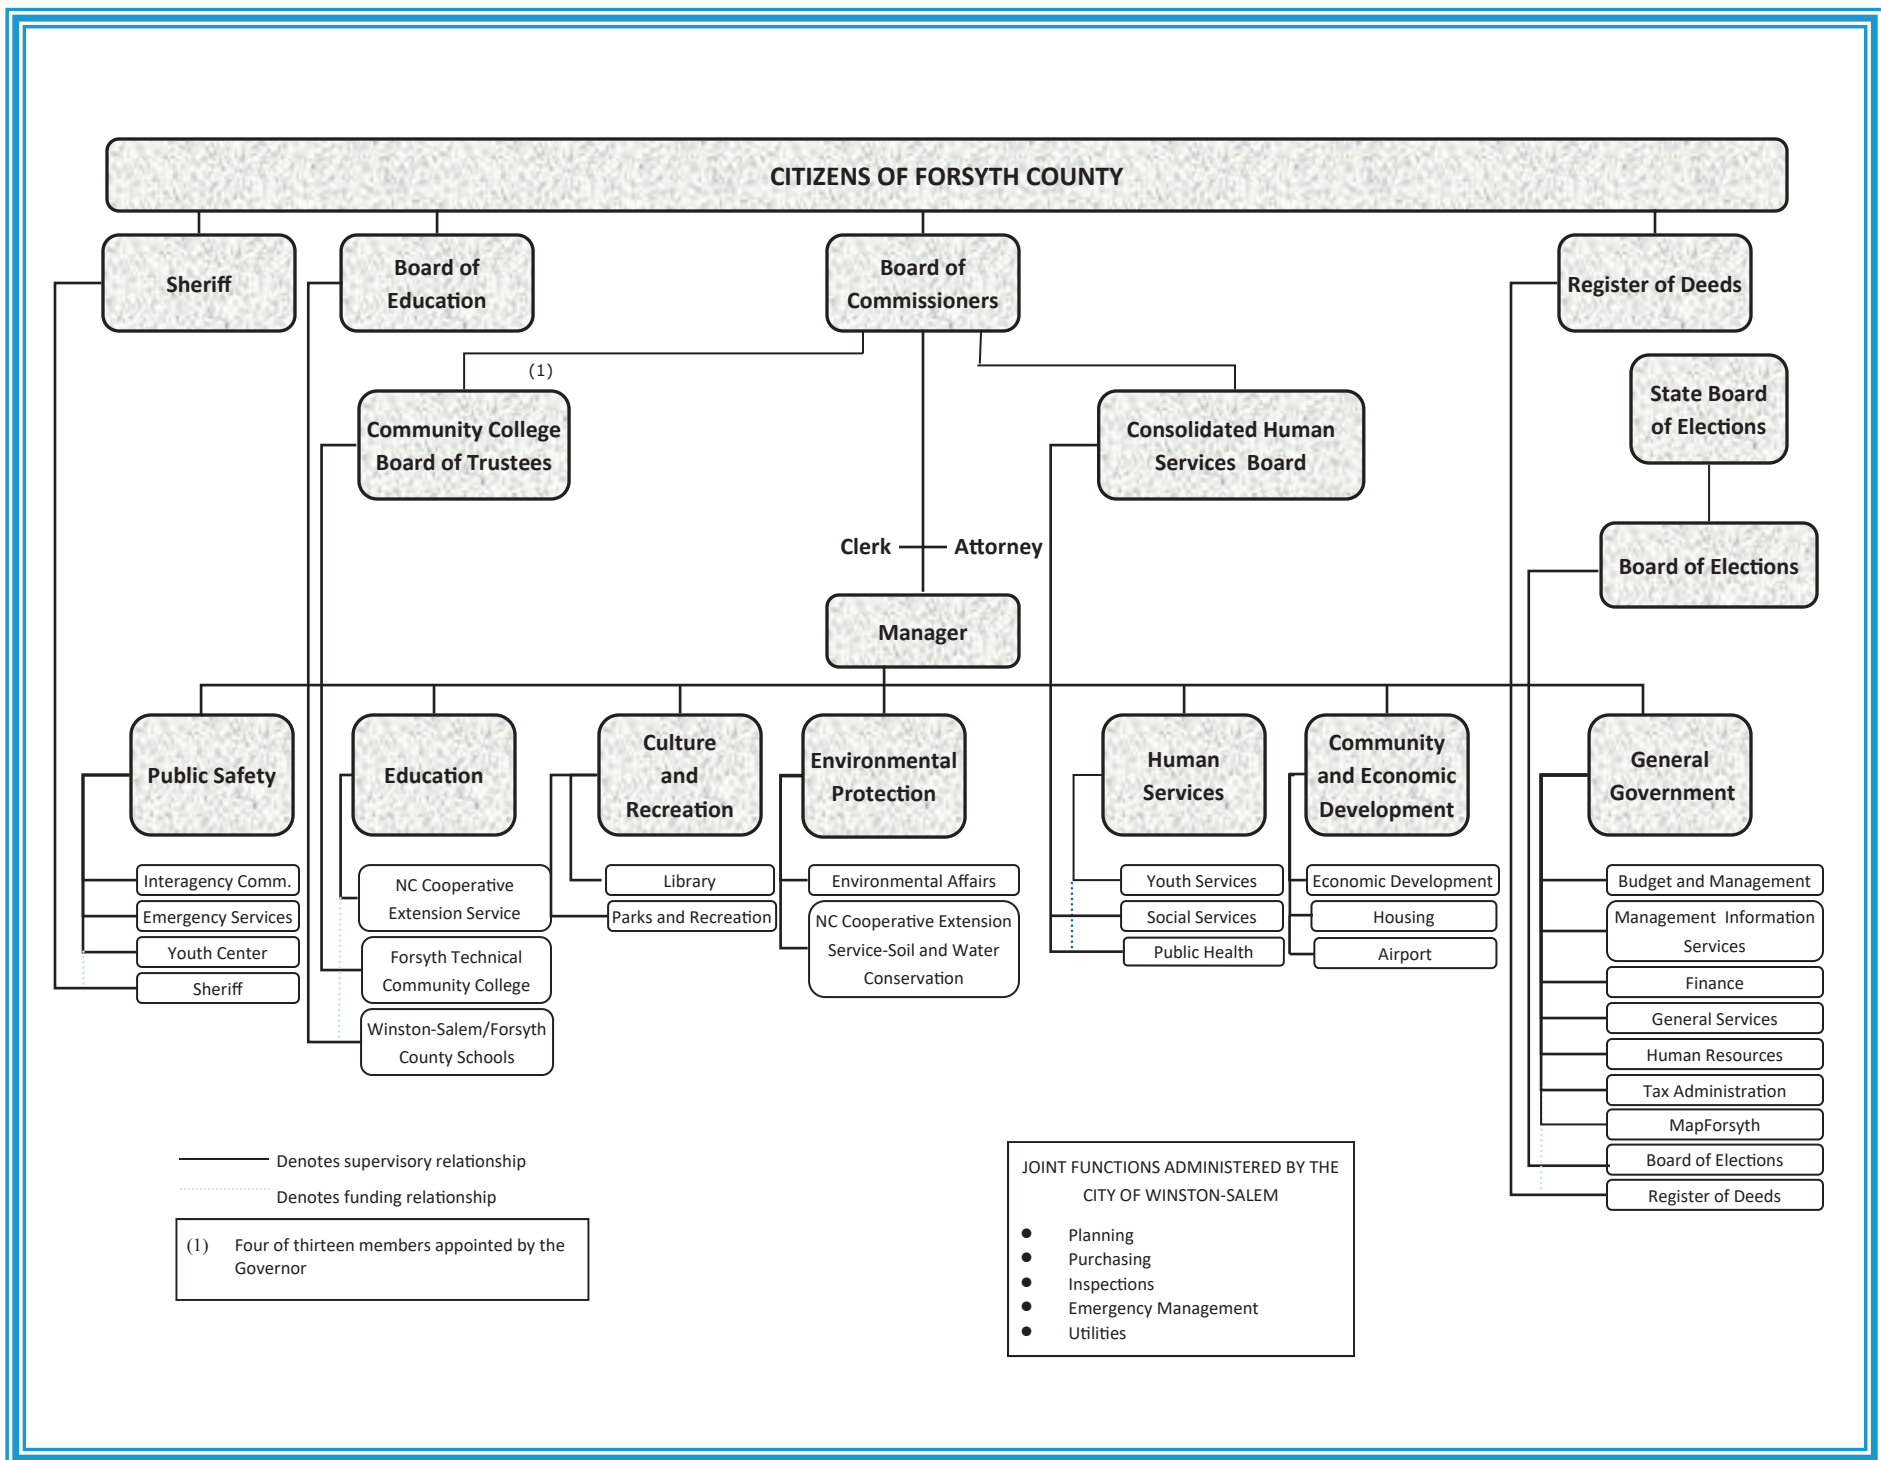 CITIZENS OF FORSYTH COUNTY
Sheriff
Board of
Education
Board of
Commissioners
Register of Deeds
(1)
Community College
Board of Trustees
Consolidated Human
Services Board
State Board
of Elections
Clerk
Attorney
Board of Elections
Manager
Public Safety
Education
Culture
and
Recreation
Environmental
Protection
Human
Services
Community
and Economic
Development
General
Government
Interagency Comm.
Emergency Services
Youth Center
Sheriff
NC Cooperative
Extension Service
Forsyth Technical
Community College
Winston-Salem/Forsyth
County Schools
Library
Parks and Recreation
Environmental Affairs
NC Cooperative Extension
Service-Soil and Water
Conservation
Youth Services
Social Services
Public Health
Economic Development
Housing
Airport
Budget and Management
Management Information
Services
Finance
General Services
Human Resources
Tax Administration
MapForsyth
Board of Elections
Register of Deeds
Denotes supervisory relationship
Denotes funding relationship
(1) Four of thirteen members appointed by the
Governor
JOINT FUNCTIONS ADMINISTERED BY THE
CITY OF WINSTON-SALEM
● Planning
● Purchasing
● Inspections
● Emergency Management
● Utilities